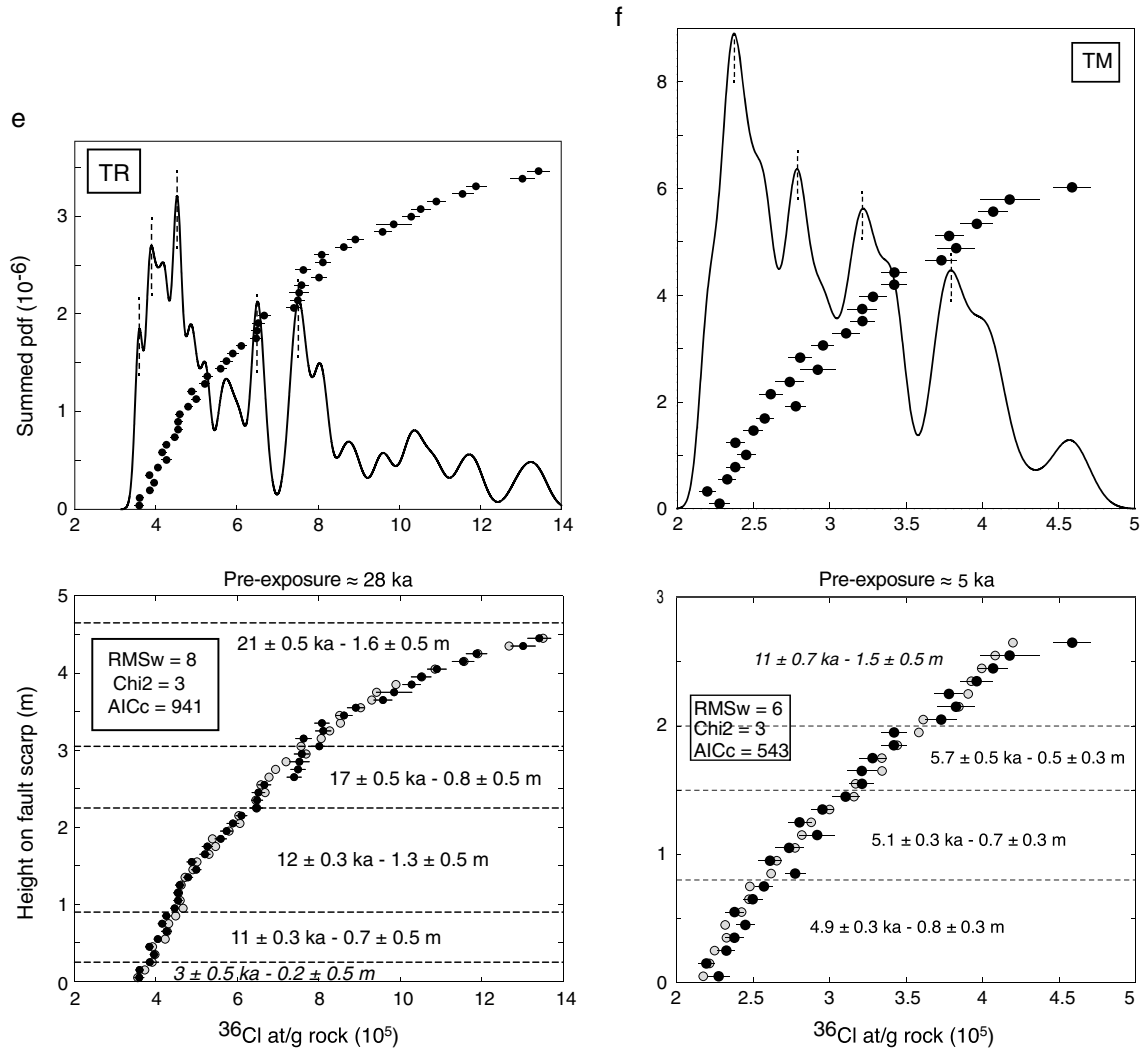 f
TM
8
6
4
2
0
2 2.5 3 3.5 4 4.5 5
e
TR
Summed pdf (10-6)
3
2
1
0
2 4 6 8 10 12 14
Pre-exposure ≈ 28 ka
5
4
3
2
1
0
Height on fault scarp (m)
RMSw = 8
Chi2 = 3
AICc = 941
21 ± 0.5 ka - 1.6 ± 0.5 m
17 ± 0.5 ka - 0.8 ± 0.5 m
12 ± 0.3 ka - 1.3 ± 0.5 m
11 ± 0.3 ka - 0.7 ± 0.5 m
3 ± 0.5 ka - 0.2 ± 0.5 m
2 4 6 8 10 12 14
36Cl at/g rock (105)
Pre-exposure ≈ 5 ka
3
2
1
0
11 ± 0.7 ka - 1.5 ± 0.5 m
RMSw = 6
Chi2 = 3
AICc = 543
5.7 ± 0.5 ka - 0.5 ± 0.3 m
5.1 ± 0.3 ka - 0.7 ± 0.3 m
4.9 ± 0.3 ka - 0.8 ± 0.3 m
2 2.5 3 3.5 4 4.5 5
36Cl at/g rock (105)